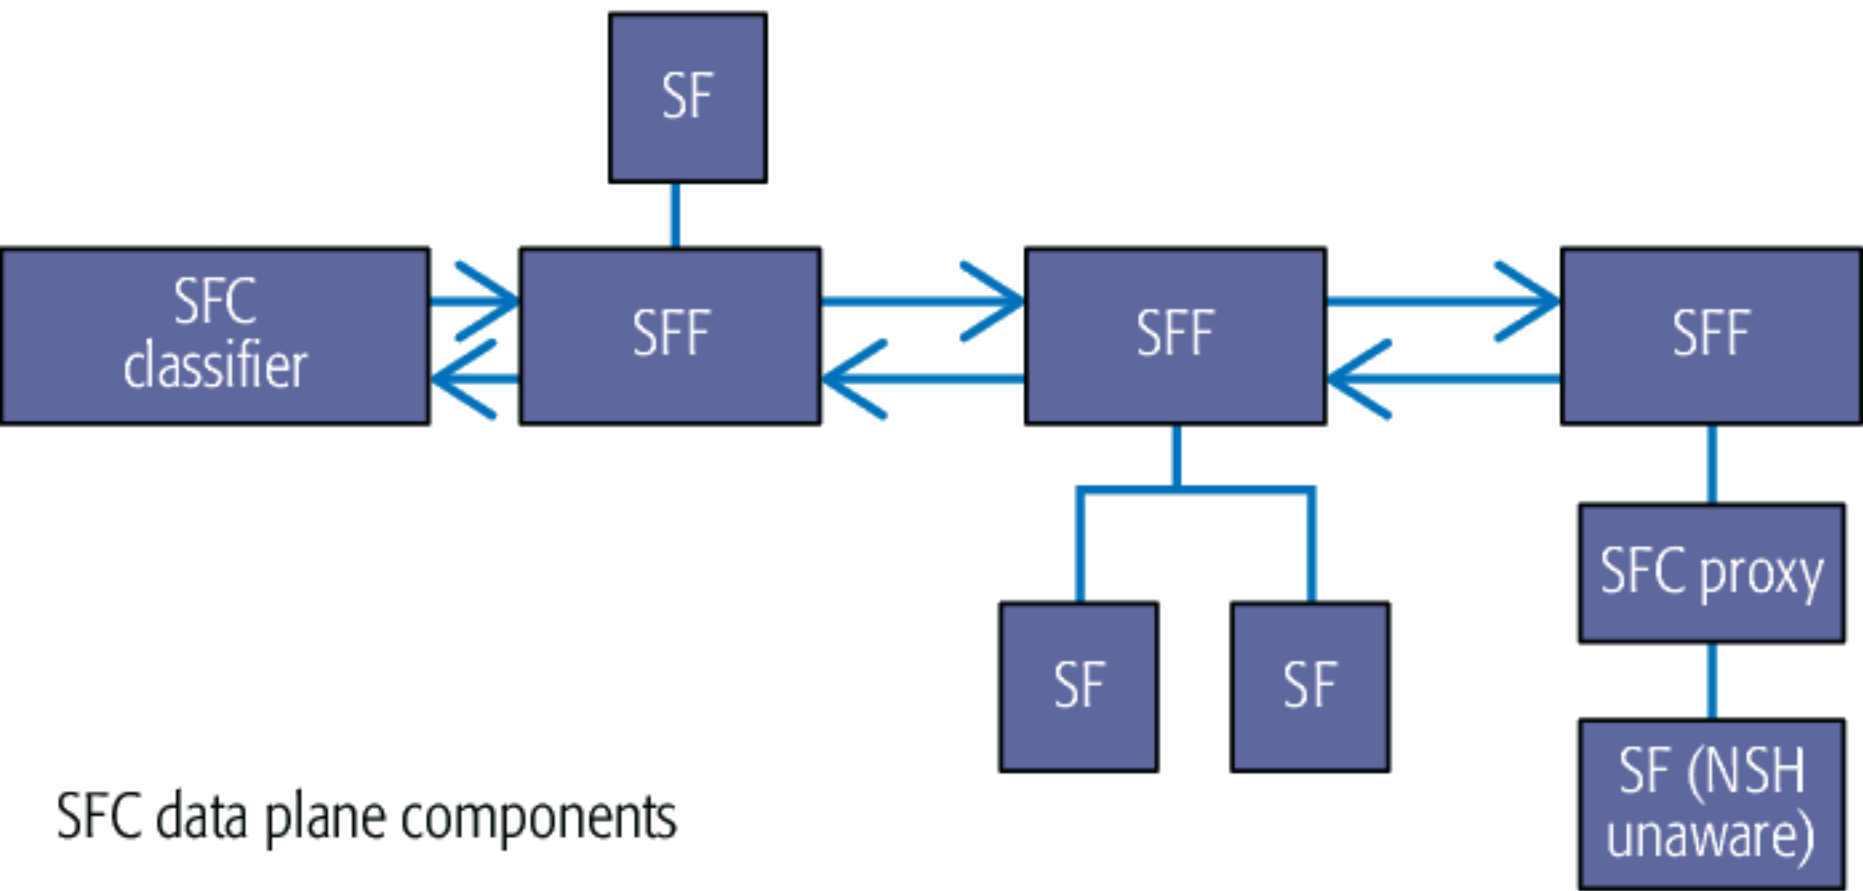 SF
SFC
classifier
SFF
SFF
SFF
SFC proxy
SF
SF
SF (NSH
unaware)
SFC data plane components